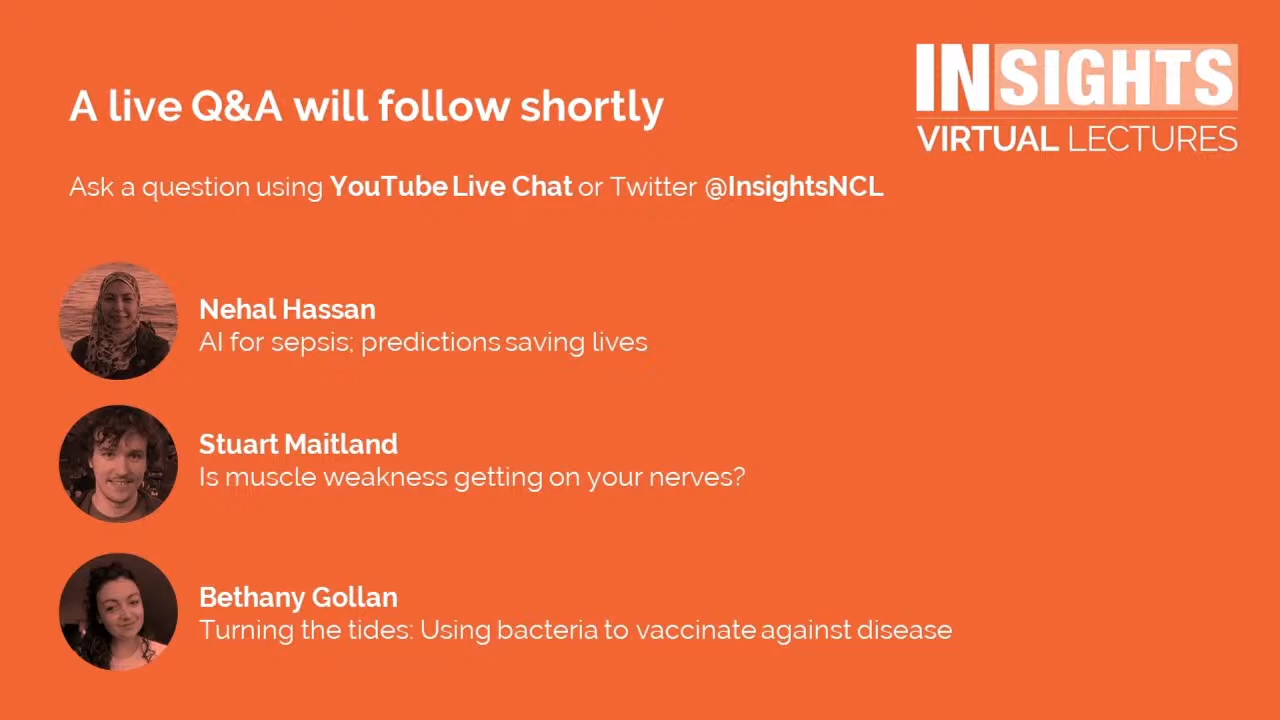 A live Q&A will follow shortly
INSIGHTS
VIRTUAL LECTURES
Ask a question using YouTube Live Chat or Twitter @InsightsNCL
Nehal Hassan
AI for sepsis; predictions saving lives
Stuart Maitland
Is muscle weakness getting on your nerves?
Bethany Gollan
Turning the tides: Using bacteria to vaccinate against disease